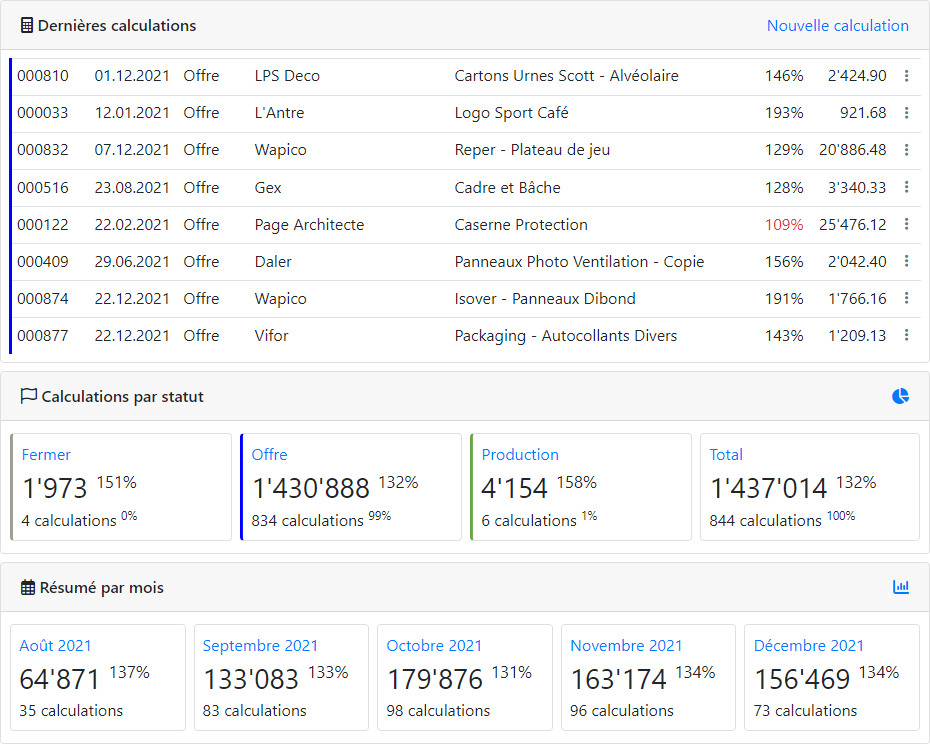 Dernières calculations Nouvelle calculation
000810 01.12.2021 Offre LPS Deco Cartons Urnes Scott - Alvéolaire 146% 2'424.90
000033 12.01.2021 Offre L'Antre Logo Sport Café 193% 921.68
000832 07.12.2021 Offre Wapico Reper - Plateau de jeu 129% 20'886.48
000516 23.08.2021 Offre Gex Cadre et Bâche 128% 3'340.33
000122 22.02.2021 Offre Page Architecte Caserne Protection 109% 25'476.12
000409 29.06.2021 Offre Daler Panneaux Photo Ventilation - Copie 156% 2'042.40
000874 22.12.2021 Offre Wapico Isover - Panneaux Dibond 191% 1'766.16
000877 22.12.2021 Offre Vifor Packaging - Autocollants Divers 143% 1'209.13
Calculations par statut
Fermer Offre Production Total
1'973 151% 1'430'888 132% 4'154 158% 1'437'014 132%
4 calculations 0% 834 calculations 99% 6 calculations 1% 844 calculations 100%
Résumé par mois
Août 2021 Septembre 2021 Octobre 2021 Novembre 2021 Décembre 2021
64'871 137% 133'083 133% 179'876 131% 163'174 134% 156'469 134%
35 calculations 83 calculations 98 calculations 96 calculations 73 calculations